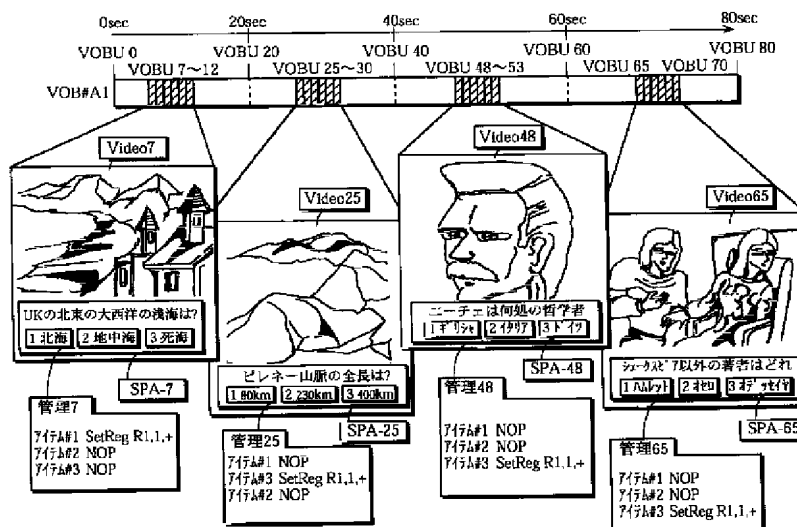 0sec 20sec 40sec 60sec 80sec
VOBU 0 VOBU 20 VOBU 40 VOBU 60 VOBU 80
VOBU 7～12 VOBU 25～30 VOBU 48～53 VOBU 65 VOBU 70
VOB#A1
Video7
UKの北東の大西洋の浅海は?
1 北海 2 地中海 3 死海
SPA-7
管理7
アイテム#1 SetReg R1,1,+
アイテム#2 NOP
アイテム#3 NOP
Video25
ピレネー山脈の全長は?
1 80km 2 230km 3 400km
SPA-25
管理25
アイテム#1 NOP
アイテム#3 SetReg R1,1,+
アイテム#2 NOP
Video48
ニーチェは何処の哲学者
1 ギリシャ 2 イタリア 3 ドイツ
SPA-48
管理48
アイテム#1 NOP
アイテム#2 NOP
アイテム#3 SetReg R1,1,+
Video65
シェークスピア以外の著者はどれ
1 ハムレット 2 オセロ 3 オデッセイヤ
SPA-65
管理65
アイテム#1 NOP
アイテム#2 NOP
アイテム#3 SetReg R1,1,+